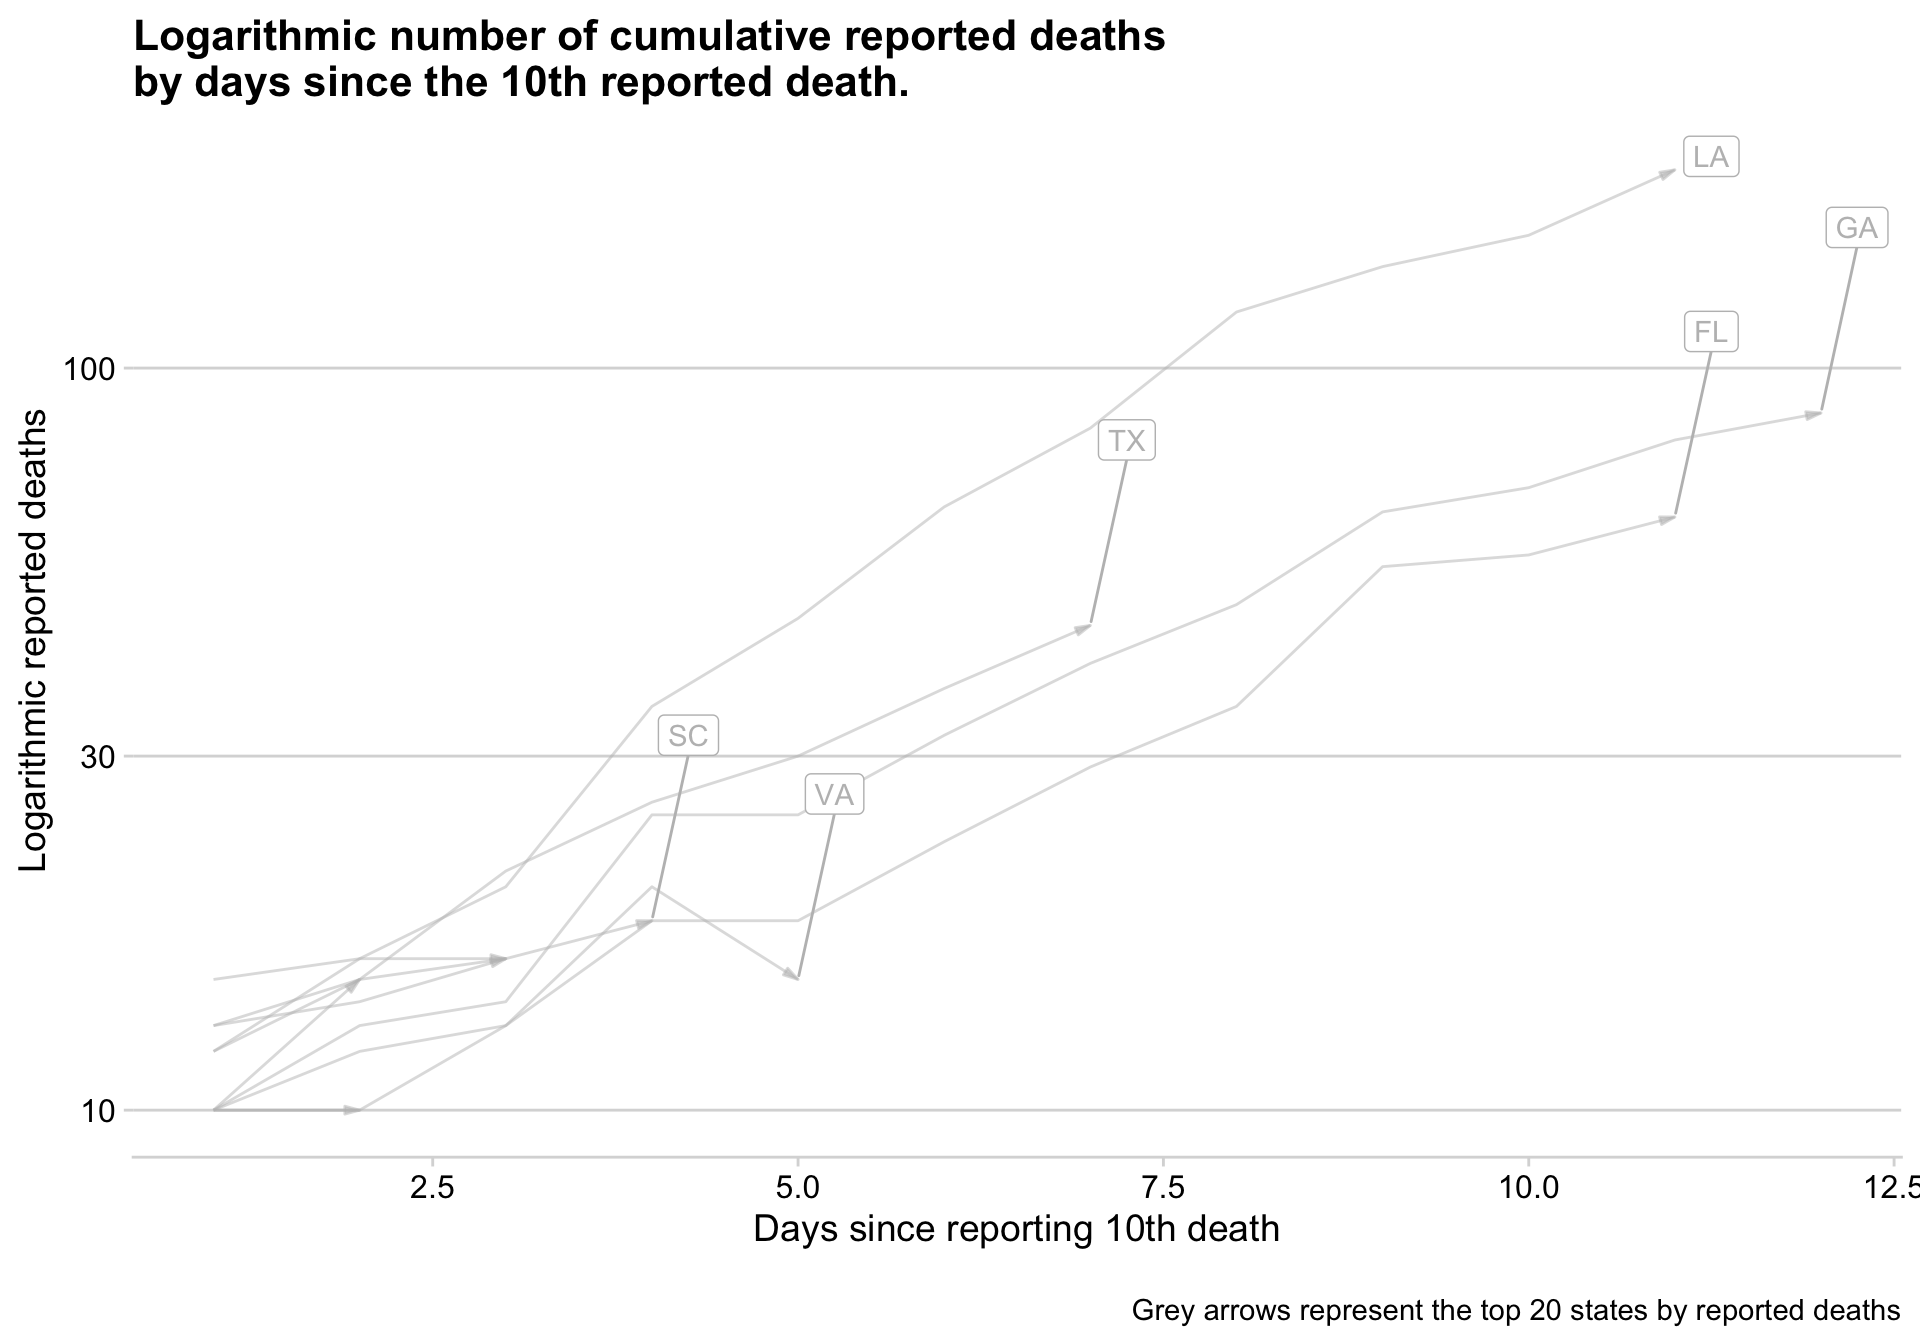 Logarithmic number of cumulative reported deaths
by days since the 10th reported death.
LA
GA
FL
100
TX
SC
30
VA
10
2.5 5.0 7.5 10.0 12.5
Logarithmic reported deaths
Days since reporting 10th death
Grey arrows represent the top 20 states by reported deaths